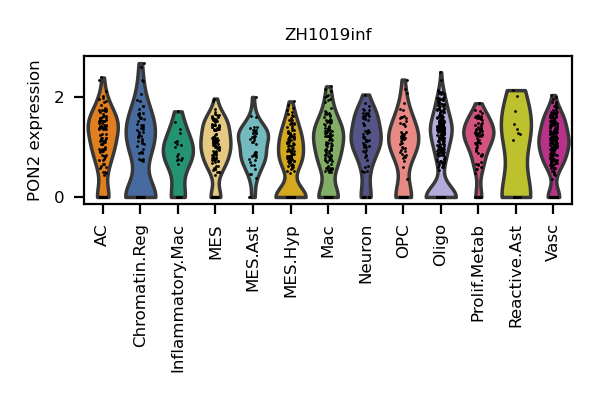 ZH1019inf
PON2 expression
2
0
AC
Chromatin.Reg
Inflammatory.Mac
MES
MES.Ast
MES.Hyp
Mac
Neuron
OPC
Oligo
Prolif.Metab
Reactive.Ast
Vasc